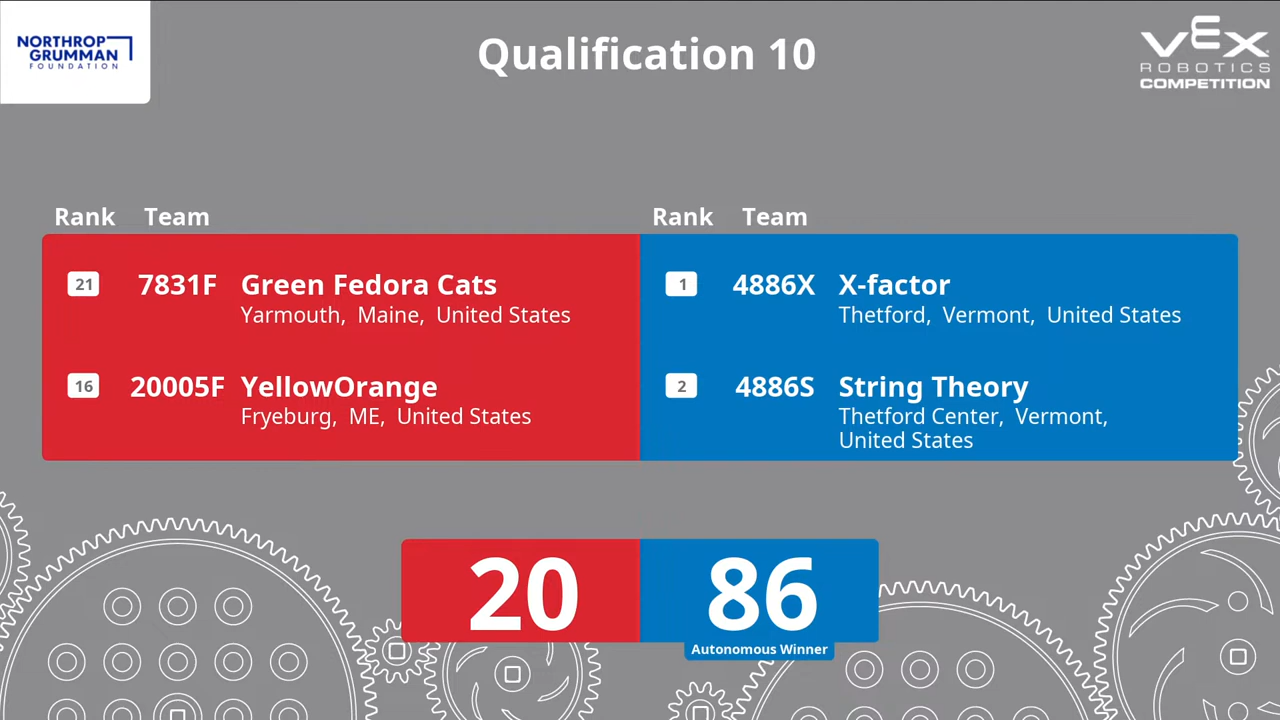 NORTHROP
GRUMMAN
FOUNDATION
Qualification 10
VEX
ROBOTICS
COMPETITION
Rank Team
21 7831F Green Fedora Cats
Yarmouth, Maine, United States
16 20005F YellowOrange
Fryeburg, ME, United States
Rank Team
1 4886X X-factor
Thetford, Vermont, United States
2 4886S String Theory
Thetford Center, Vermont,
United States
20 86
Autonomous Winner